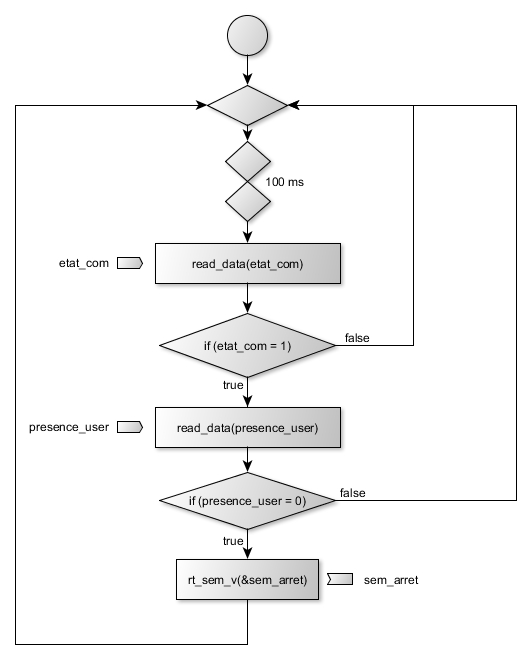 100 ms
etat_com
read_data(etat_com)
if (etat_com = 1)
false
true
presence_user
read_data(presence_user)
if (presence_user = 0)
false
true
rt_sem_v(&sem_arret)
sem_arret